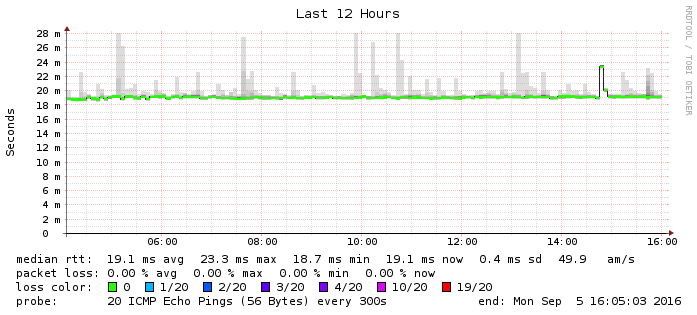 Last 12 Hours
RRDTOOL / TOBI OETIKER
Seconds
28 m
26 m
24 m
22 m
20 m
18 m
16 m
14 m
12 m
10 m
8 m
6 m
4 m
2 m
0
06:00 08:00 10:00 12:00 14:00 16:00
median rtt: 19.1 ms avg 23.3 ms max 18.7 ms min 19.1 ms now 0.4 ms sd 49.9 am/s
packet loss: 0.00 % avg 0.00 % max 0.00 % min 0.00 % now
loss color: 0 1/20 2/20 3/20 4/20 10/20 19/20
probe: 20 ICMP Echo Pings (56 Bytes) every 300s end: Mon Sep 5 16:05:03 2016